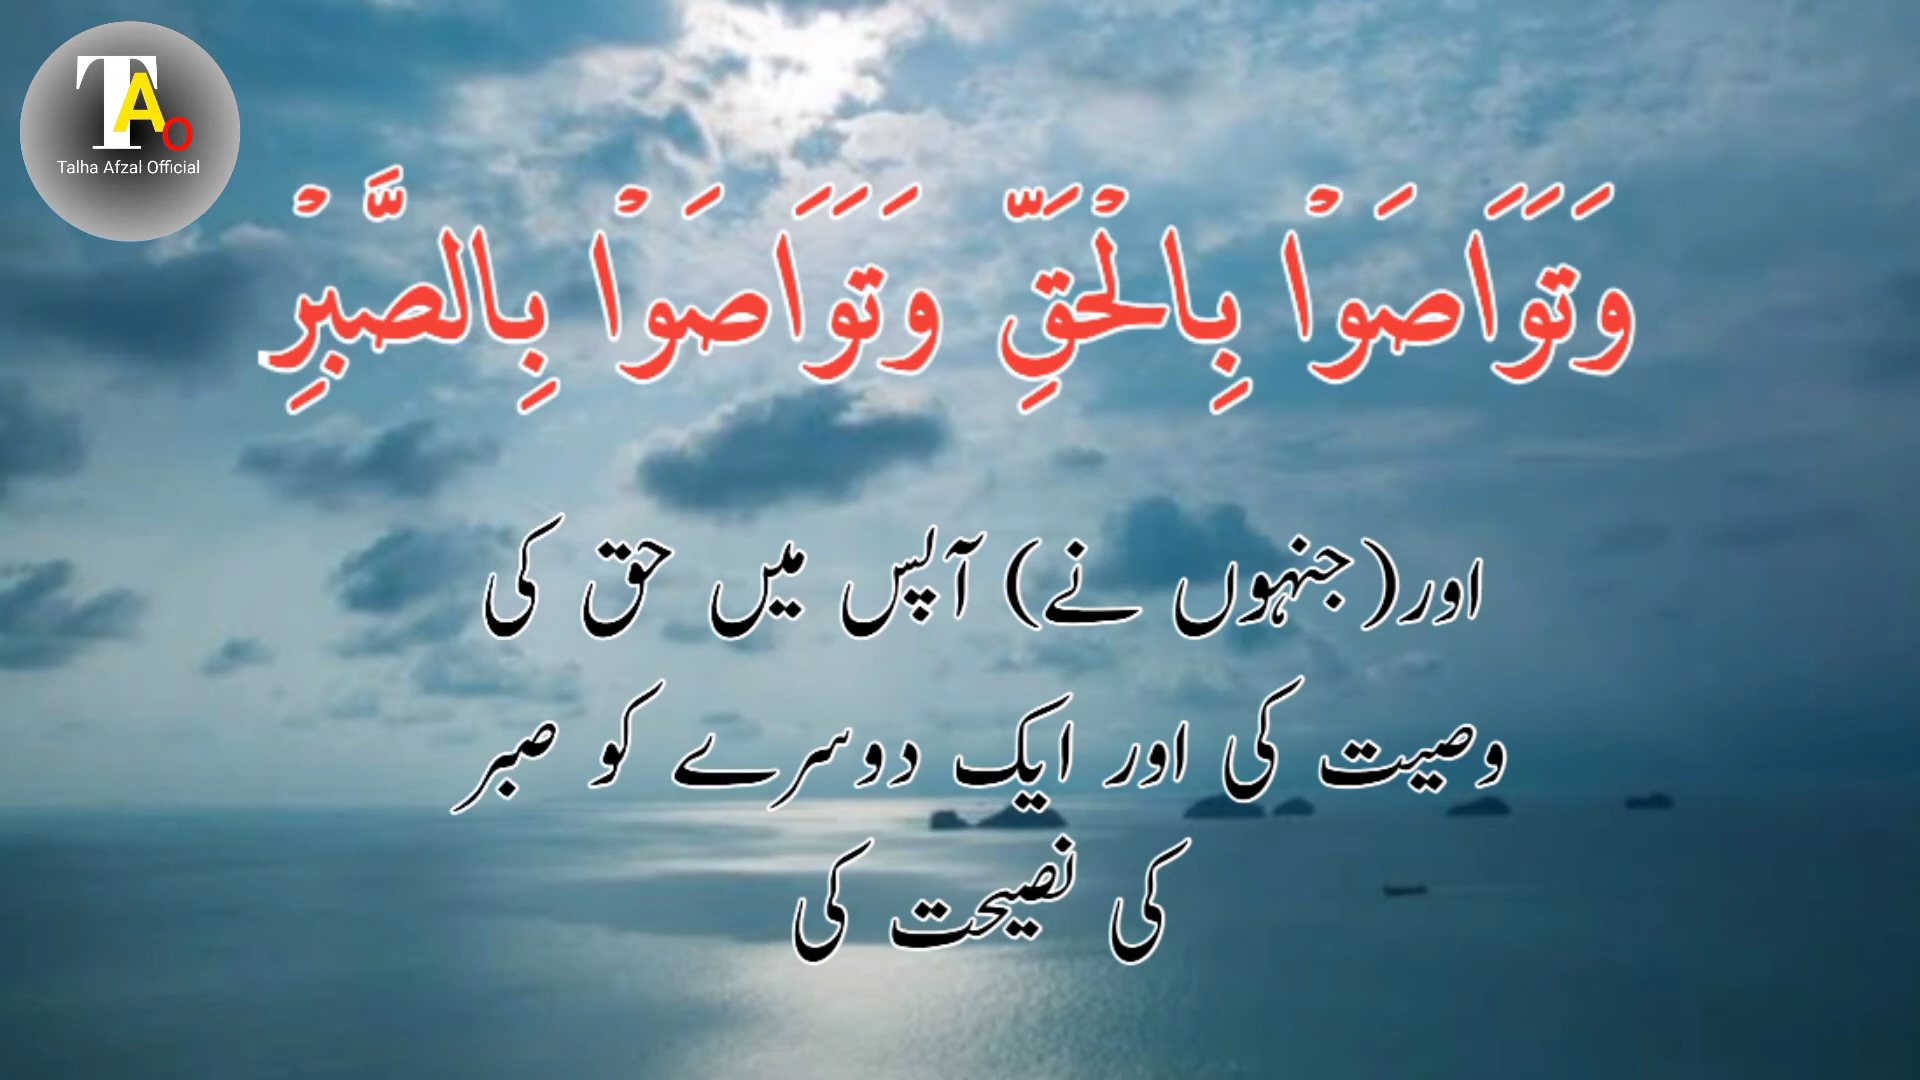 TAO
Talha Afzal Official
وَتَوَاصَوْا بِالْحَقِّ وَتَوَاصَوْا بِالصَّبْرِ
اور(جنہوں نے) آپس میں حق کی
وصیت کی اور ایک دوسرے کو صبر
کی نصیحت کی